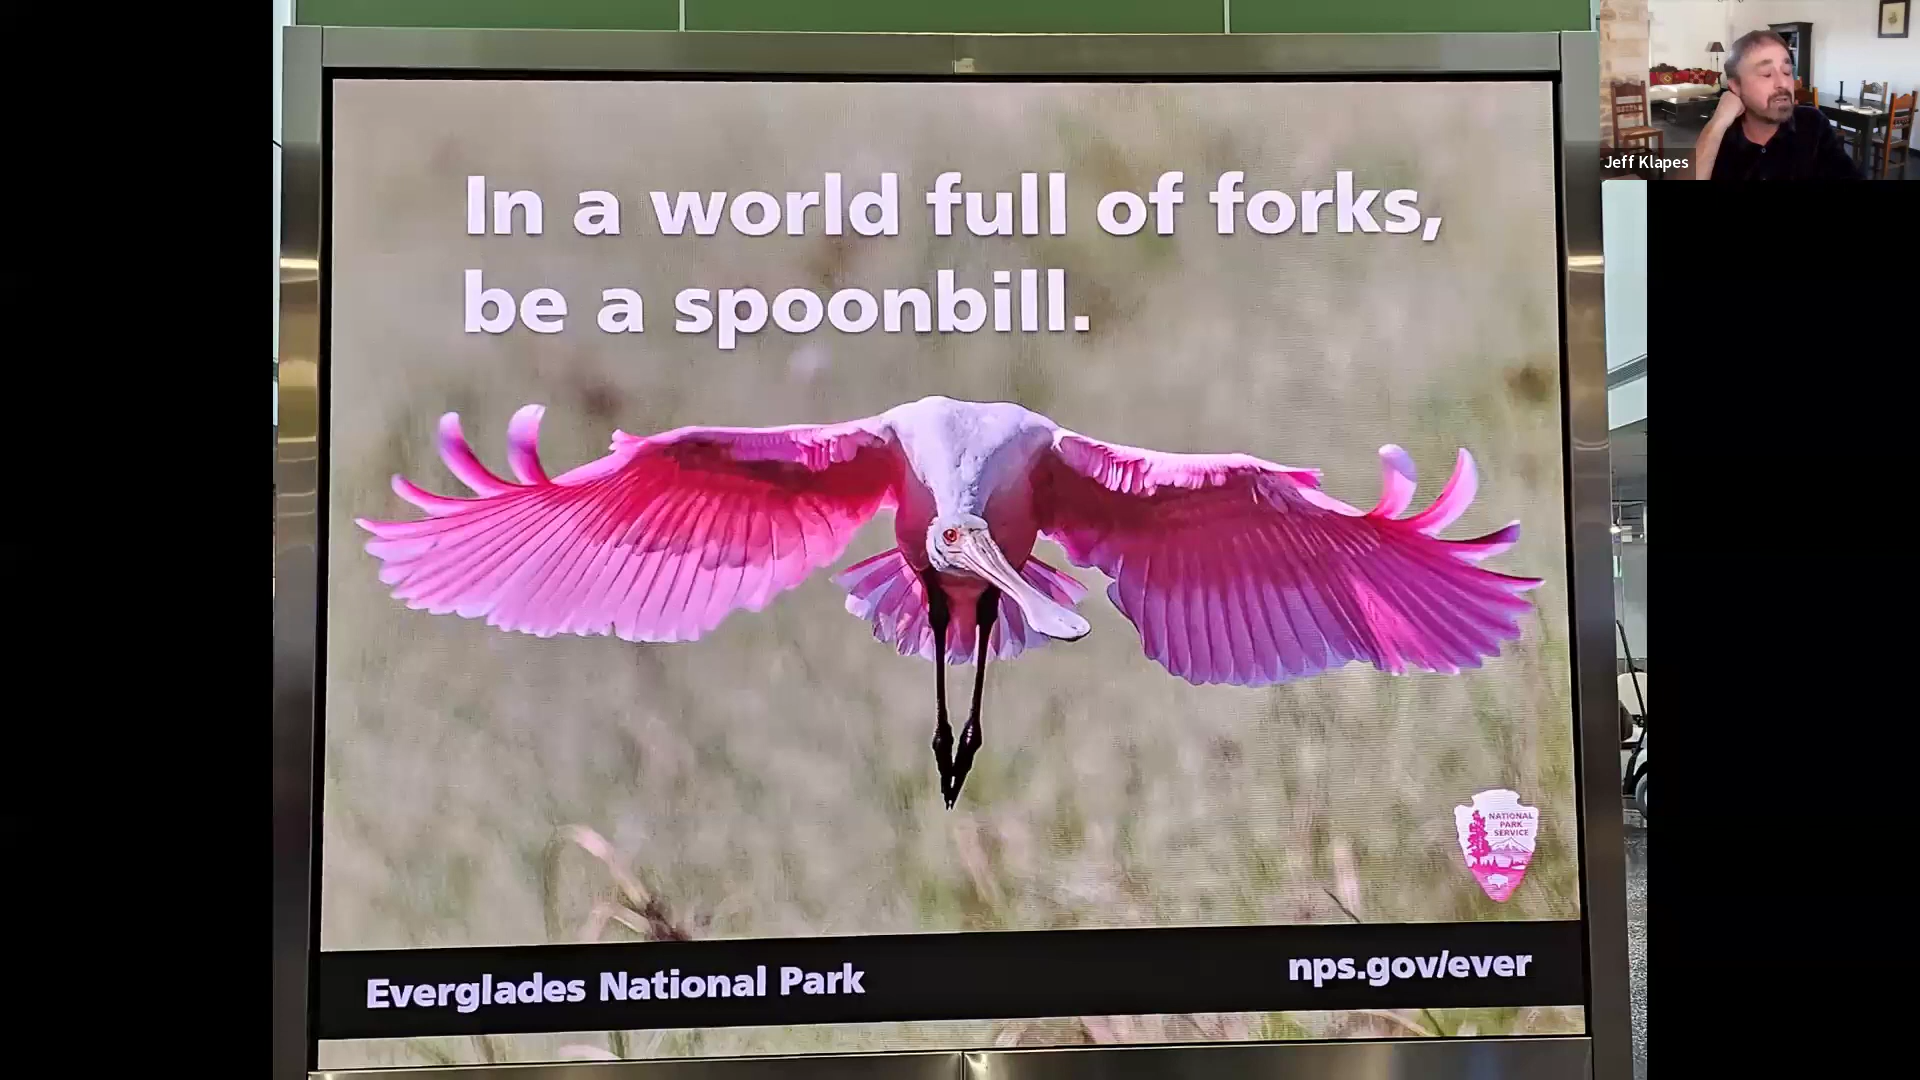 In a world full of forks,
be a spoonbill.
Jeff Klapes
NATIONAL
PARK
SERVICE
Everglades National Park
nps.gov/ever